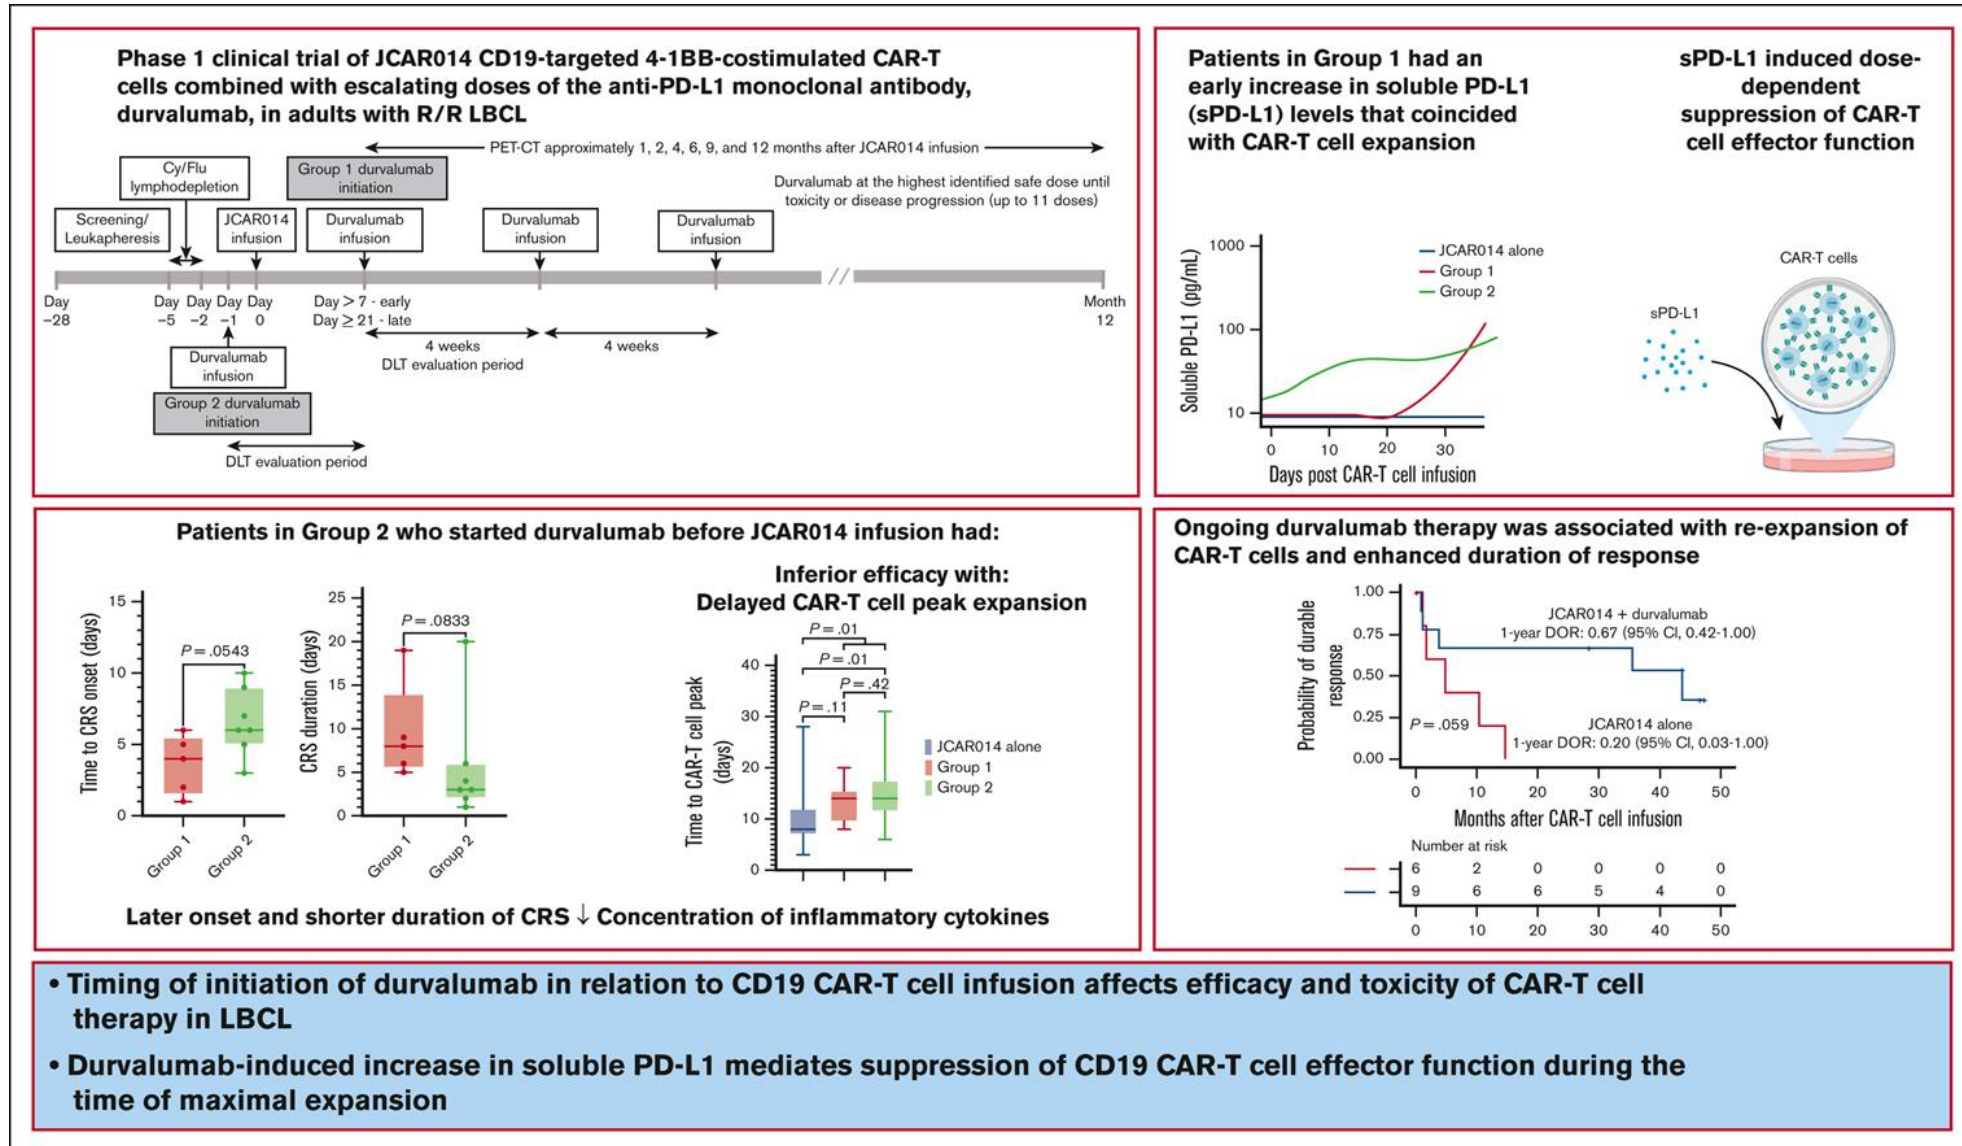 Phase 1 clinical trial of JCAR014 CD19-targeted 4-1BB-costimulated CAR-T
cells combined with escalating doses of the anti-PD-L1 monoclonal antibody,
durvalumab, in adults with R/R LBCL
PET-CT approximately 1, 2, 4, 6, 9, and 12 months after JCAR014 infusion
Cy/Flu
lymphodepletion
Group 1 durvalumab
initiation
Durvalumab at the highest identified safe dose until
toxicity or disease progression (up to 11 doses)
Screening/
Leukapheresis
JCAR014
infusion
Durvalumab
infusion
Durvalumab
infusion
Durvalumab
infusion
Day
−28
Day
−5
Day
−2
Day
−1
Day
0
Day > 7 - early
Day ≥ 21 - late
Month
12
4 weeks
DLT evaluation period
4 weeks
Durvalumab
infusion
Group 2 durvalumab
initiation
DLT evaluation period
Patients in Group 1 had an
early increase in soluble PD-L1
(sPD-L1) levels that coincided
with CAR-T cell expansion
sPD-L1 induced dose-
dependent
suppression of CAR-T
cell effector function
Soluble PD-L1 (pg/mL)
1000
100
10
JCAR014 alone
Group 1
Group 2
0 10 20 30
Days post CAR-T cell infusion
CAR-T cells
sPD-L1
Patients in Group 2 who started durvalumab before JCAR014 infusion had:
Time to CRS onset (days)
15
10
5
0
P = .0543
Group 1
Group 2
CRS duration (days)
25
20
15
10
5
0
P = .0833
Group 1
Group 2
Inferior efficacy with:
Delayed CAR-T cell peak expansion
Time to CAR-T cell peak
(days)
40
30
20
10
0
P = .01
P = .01
P = .42
P = .11
JCAR014 alone
Group 1
Group 2
Later onset and shorter duration of CRS ↓ Concentration of inflammatory cytokines
Ongoing durvalumab therapy was associated with re-expansion of
CAR-T cells and enhanced duration of response
Probability of durable
response
1.00
0.75
0.50
0.25
0.00
JCAR014 + durvalumab
1-year DOR: 0.67 (95% CI, 0.42-1.00)
P = .059
JCAR014 alone
1-year DOR: 0.20 (95% CI, 0.03-1.00)
0 10 20 30 40 50
Months after CAR-T cell infusion
Number at risk
6 2 0 0 0 0
9 6 6 5 4 0
0 10 20 30 40 50
• Timing of initiation of durvalumab in relation to CD19 CAR-T cell infusion affects efficacy and toxicity of CAR-T cell
therapy in LBCL
• Durvalumab-induced increase in soluble PD-L1 mediates suppression of CD19 CAR-T cell effector function during the
time of maximal expansion